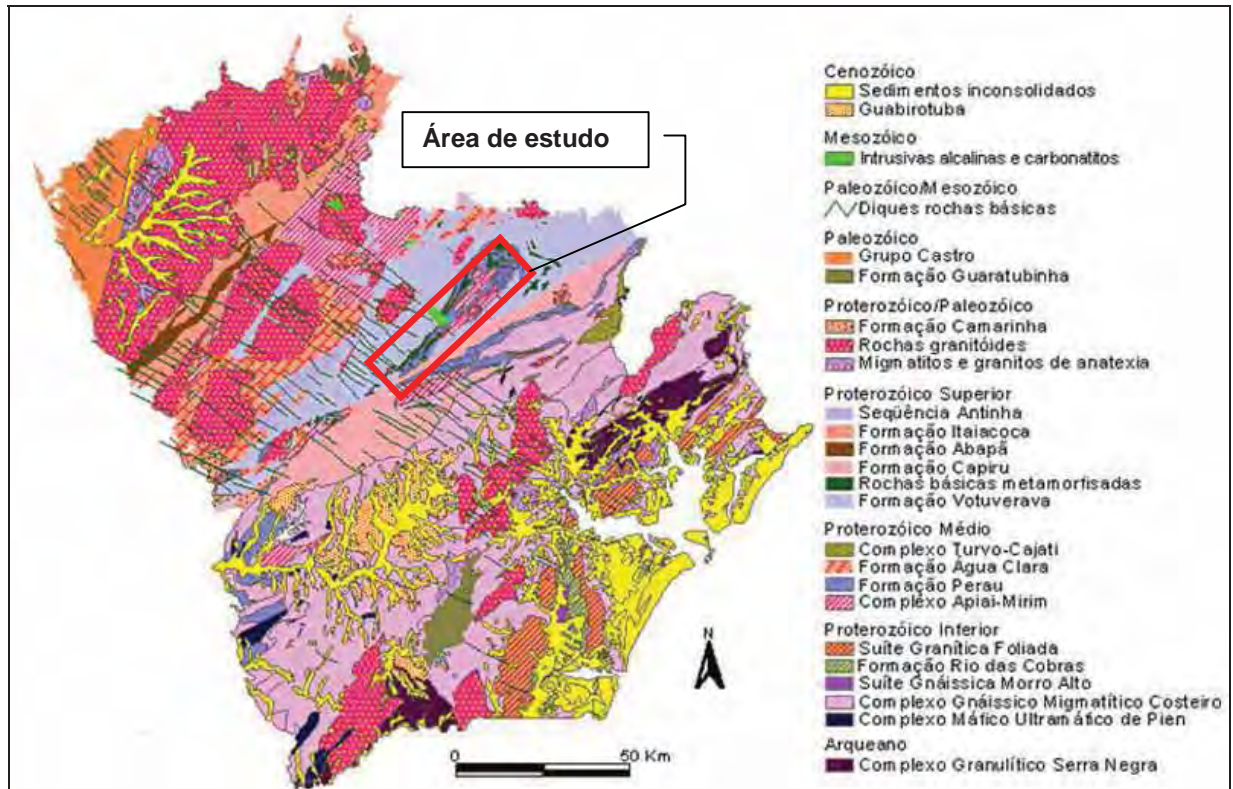 Área de estudo
Cenozóico
Sedimentos inconsolidados
Guabirotuba
Mesozóico
Intrusivas alcalinas e carbonatitos
Paleozóico/Mesozóico
Diques rochas básicas
Paleozóico
Grupo Castro
Formação Guaratubinha
Proterozóico/Paleozóico
Formação Camarinha
Rochas granitóides
Migmatitos e granitos de anatexia
Proterozóico Superior
Seqüência Antinha
Formação Itaiacoca
Formação Abapã
Formação Capiru
Rochas básicas metamorfisadas
Formação Votuverava
Proterozóico Médio
Complexo Turvo-Cajati
Formação Água Clara
Formação Perau
Complexo Apiai-Mirim
Proterozóico Inferior
Suíte Granítica Foliada
Formação Rio das Cobras
Suíte Gnáissica Morro Alto
Complexo Gnáissico Migmatítico Costeiro
Complexo Máfico Ultramático de Pien
Arqueano
Complexo Granulítico Serra Negra
N
0 50 Km